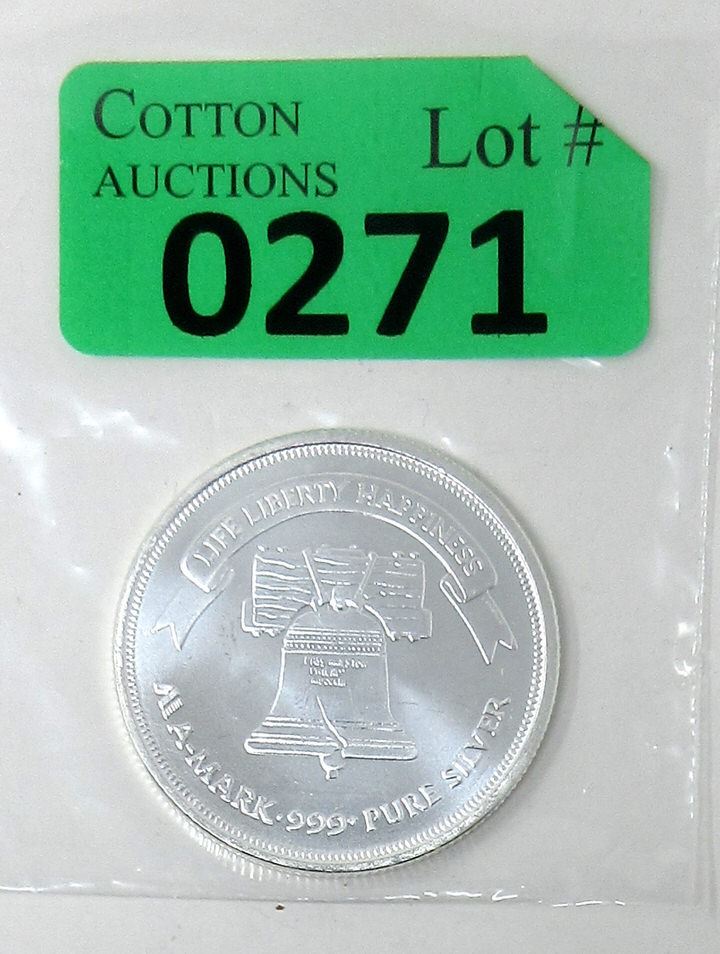 COTTON
AUCTIONS
Lot #
0271
LIFE LIBERTY HAPPINESS
A-MARK · 999 · PURE SILVER